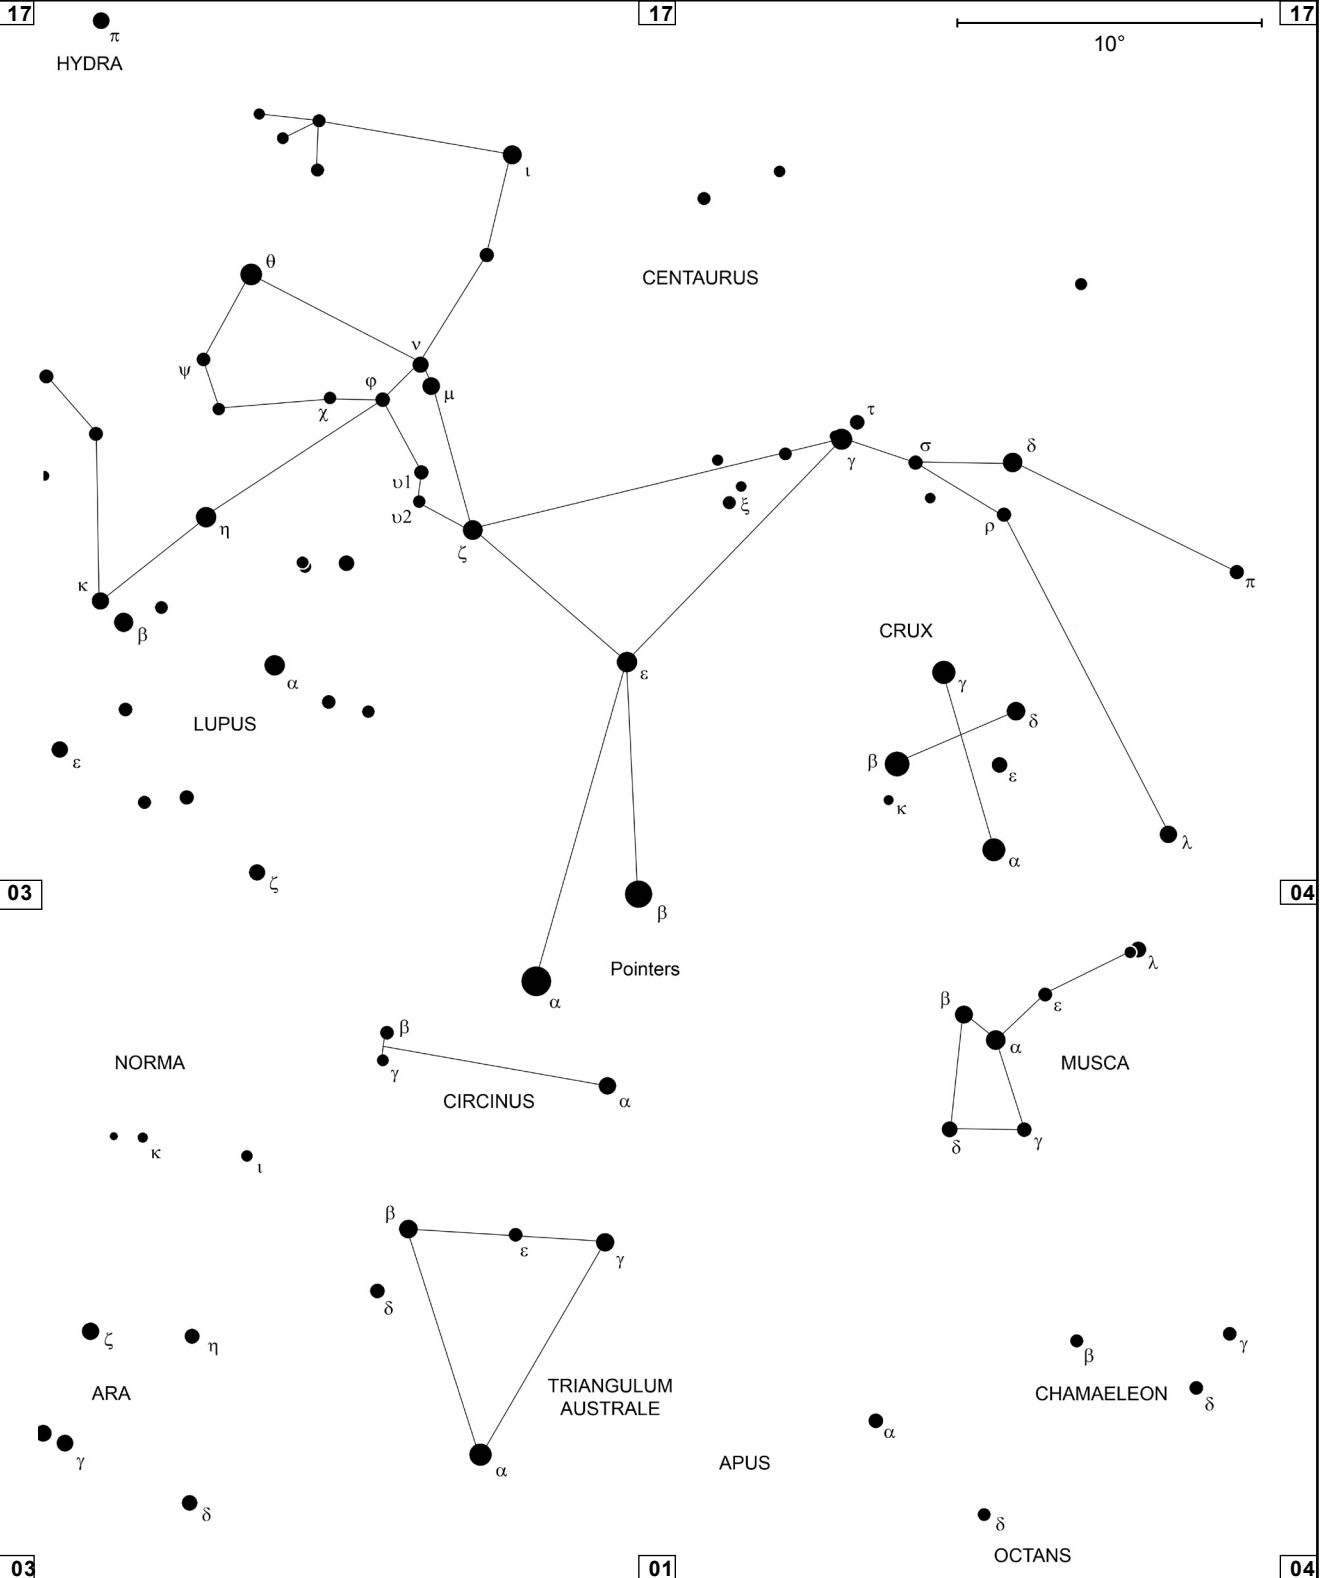 17
17
17
π
10°
HYDRA
ι
θ
CENTAURUS
ν
ψ
φ
μ
χ
τ
γ
σ
δ
υ1
ξ
υ2
η
ρ
ζ
π
κ
β
CRUX
ε
α
γ
LUPUS
δ
ε
β
ε
κ
λ
α
ζ
03
04
β
Pointers
λ
α
β
ε
β
α
NORMA
γ
MUSCA
CIRCINUS
α
κ
δ
γ
ι
β
ε
γ
δ
ζ
η
γ
β
TRIANGULUM
AUSTRALE
ARA
CHAMAELEON
δ
α
γ
α
APUS
δ
δ
OCTANS
03
01
04